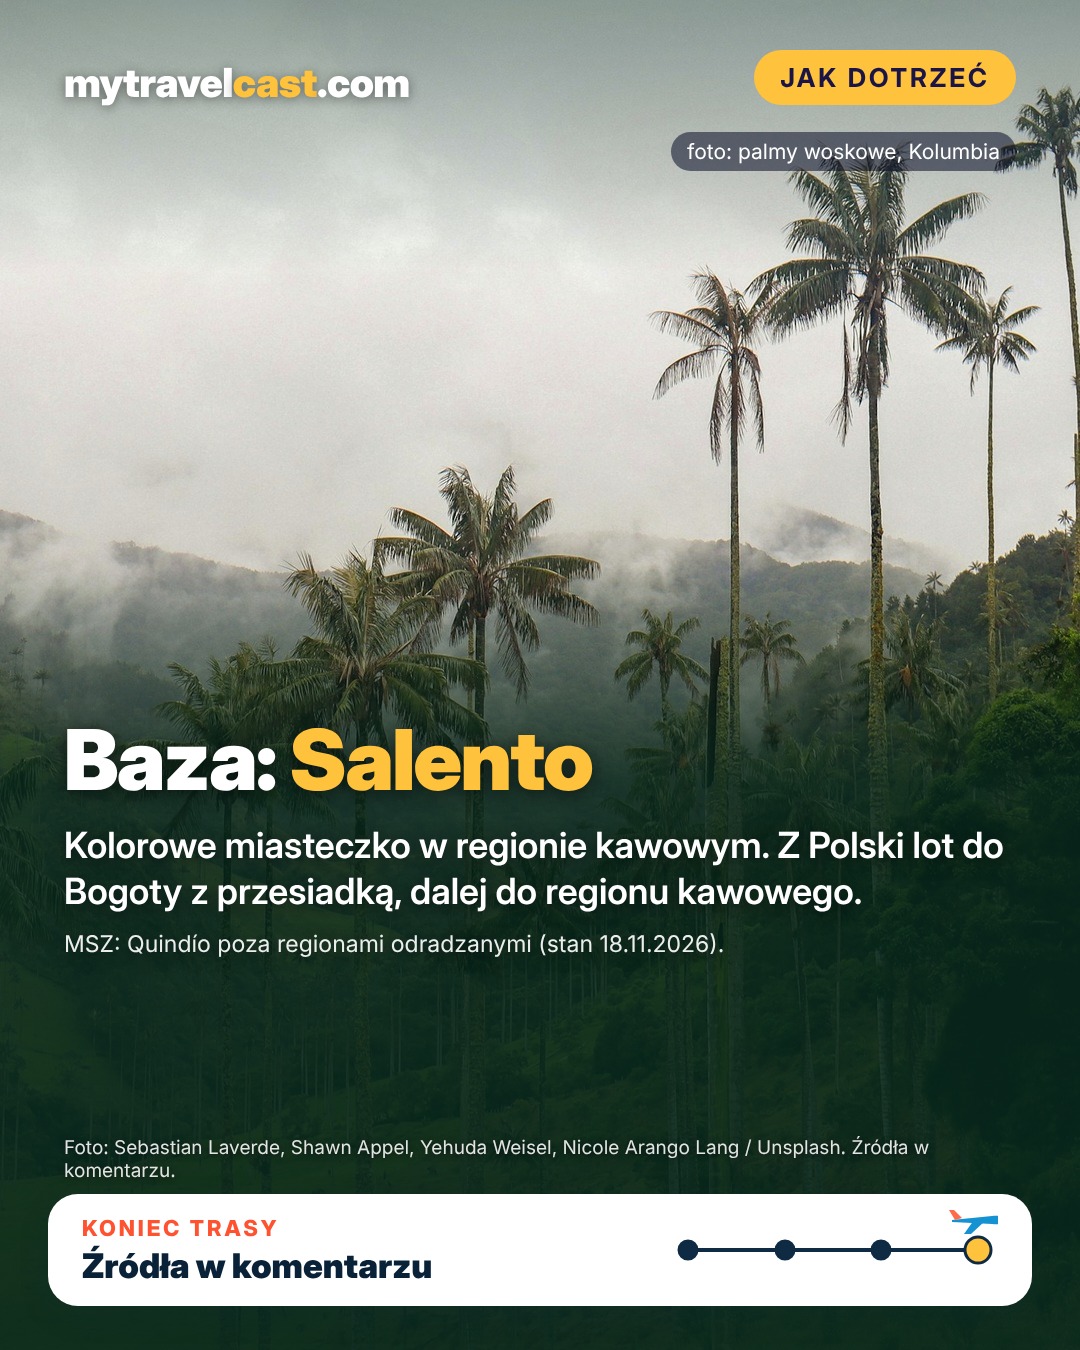 mytravelcast.com
JAK DOTRZEĆ
foto: palmy woskowe, Kolumbia
Baza: Salento
Kolorowe miasteczko w regionie kawowym. Z Polski lot do
Bogoty z przesiadką, dalej do regionu kawowego.
MSZ: Quindío poza regionami odradzanymi (stan 18.11.2026).
Foto: Sebastian Laverde, Shawn Appel, Yehuda Weisel, Nicole Arango Lang / Unsplash. Źródła w
komentarzu.
KONIEC TRASY
Źródła w komentarzu